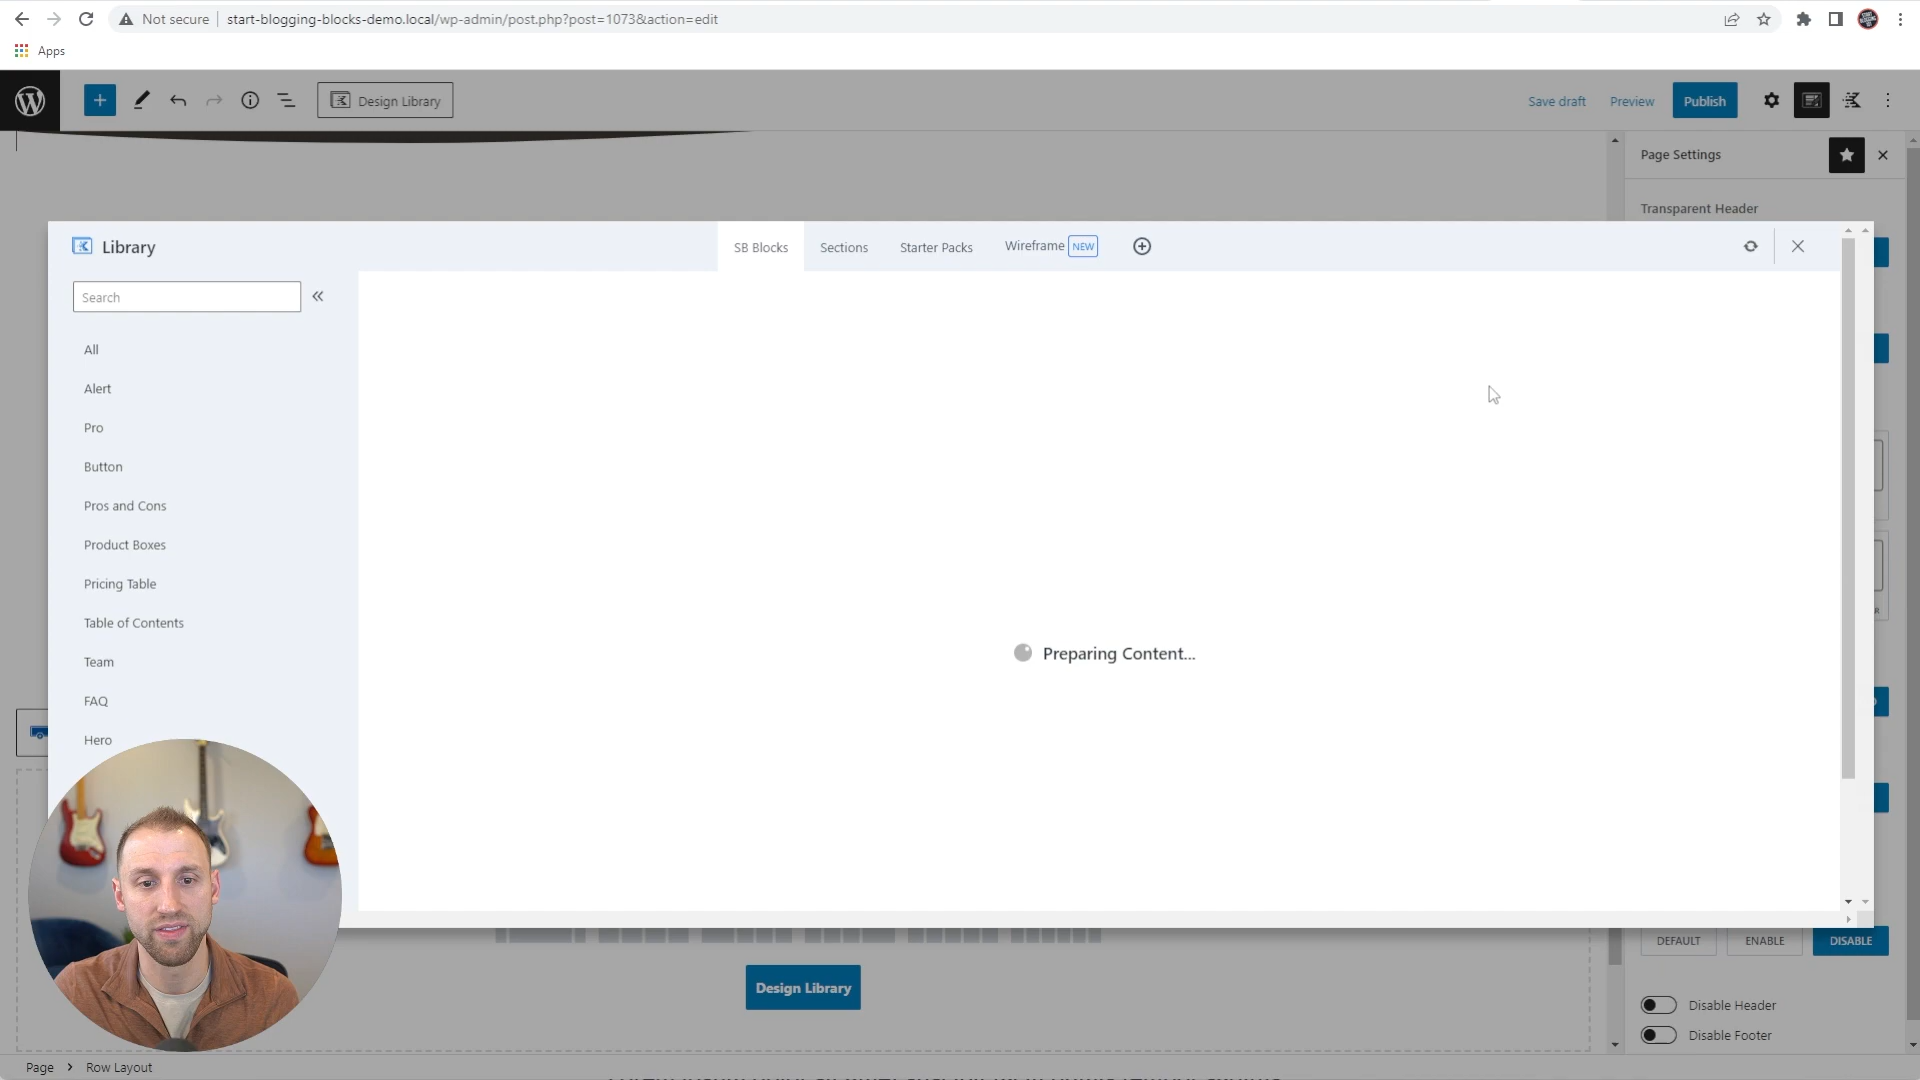 Not secure
start-blogging-blocks-demo.local/wp-admin/post.php?post=1073&action=edit
Apps
Design Library
Save draft
Preview
Publish
Page Settings
Transparent Header
Library
SB Blocks
Sections
Starter Packs
Wireframe NEW
Search
All
Alert
Pro
Button
Pros and Cons
Product Boxes
Pricing Table
Table of Contents
Team
FAQ
Hero
Preparing Content...
DEFAULT
ENABLE
DISABLE
Design Library
Disable Header
Disable Footer
Page
Row Layout